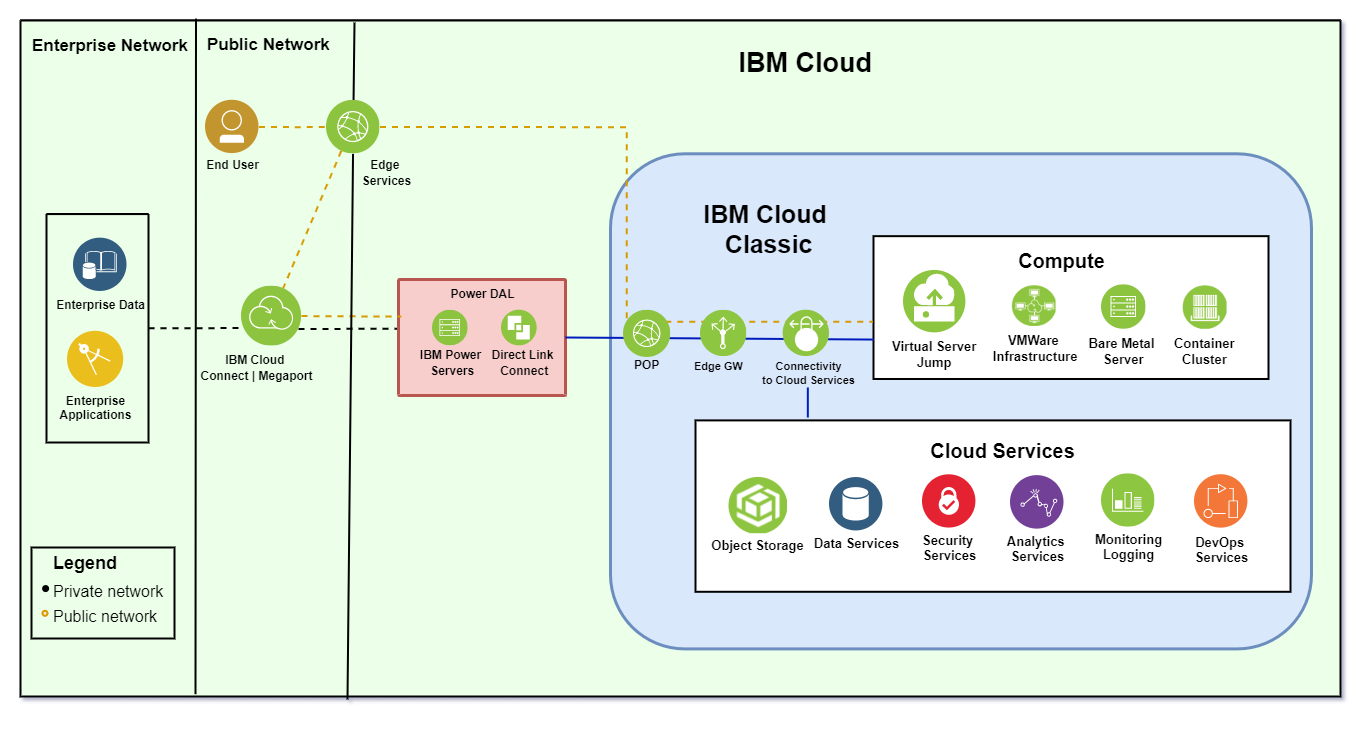 Enterprise Network
Public Network
IBM Cloud
End User
Edge
Services
Enterprise Data
Enterprise
Applications
IBM Cloud
Connect | Megaport
Power DAL
IBM Power
Servers
Direct Link
Connect
IBM Cloud
Classic
POP
Edge GW
Connectivity
to Cloud Services
Compute
Virtual Server
Jump
VMWare
Infrastructure
Bare Metal
Server
Container
Cluster
Cloud Services
Object Storage
Data Services
Security
Services
Analytics
Services
Monitoring
Logging
DevOps
Services
Legend
Private network
Public network